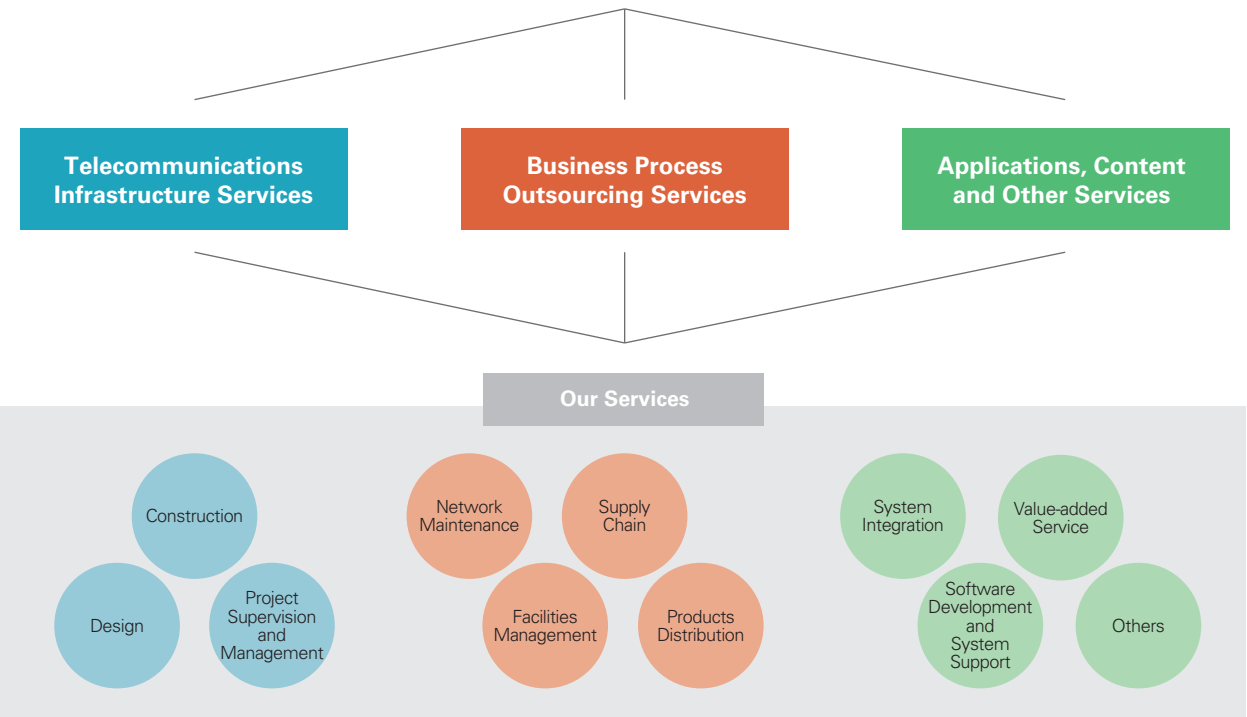 Telecommunications
Infrastructure Services
Business Process
Outsourcing Services
Applications, Content
and Other Services
Our Services
Construction
Design
Project
Supervision
and
Management
Network
Maintenance
Supply
Chain
Facilities
Management
Products
Distribution
System
Integration
Value-added
Service
Software
Development
and
System
Support
Others